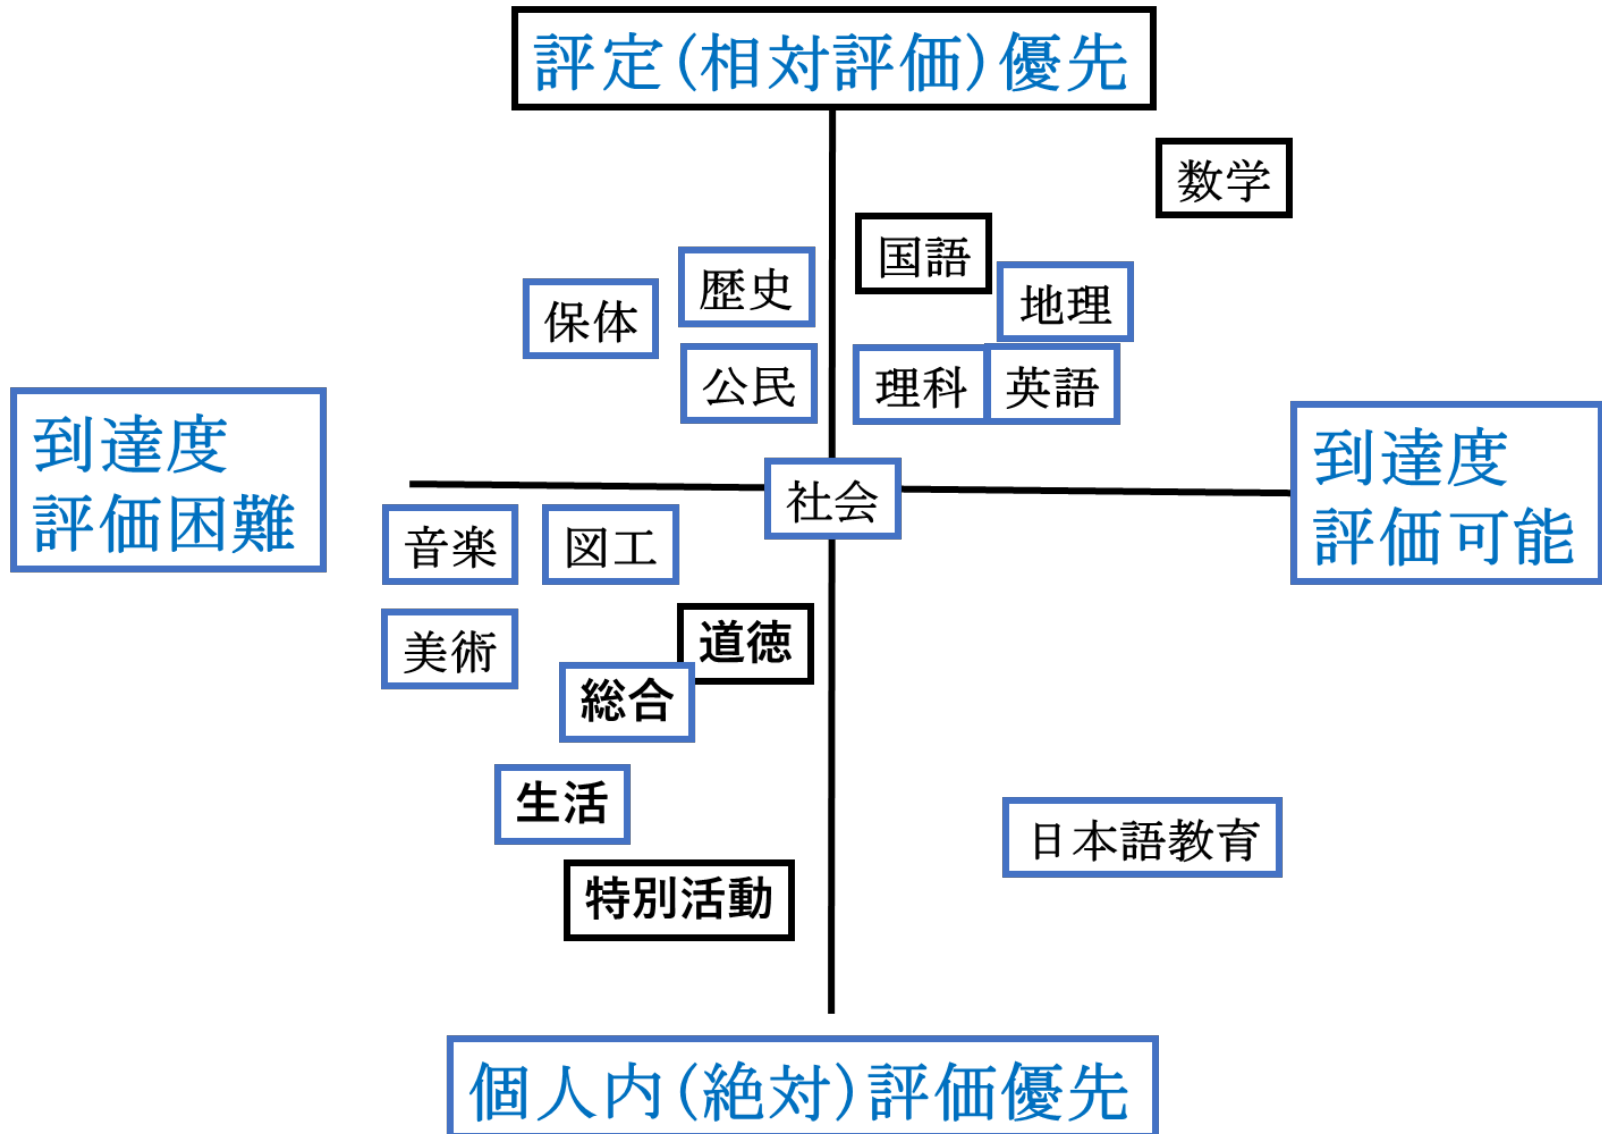 評定(相対評価)優先
数学
国語
歴史
地理
保体
公民
理科
英語
到達度
評価困難
到達度
評価可能
社会
音楽
図工
道徳
美術
総合
生活
日本語教育
特別活動
個人内(絶対)評価優先